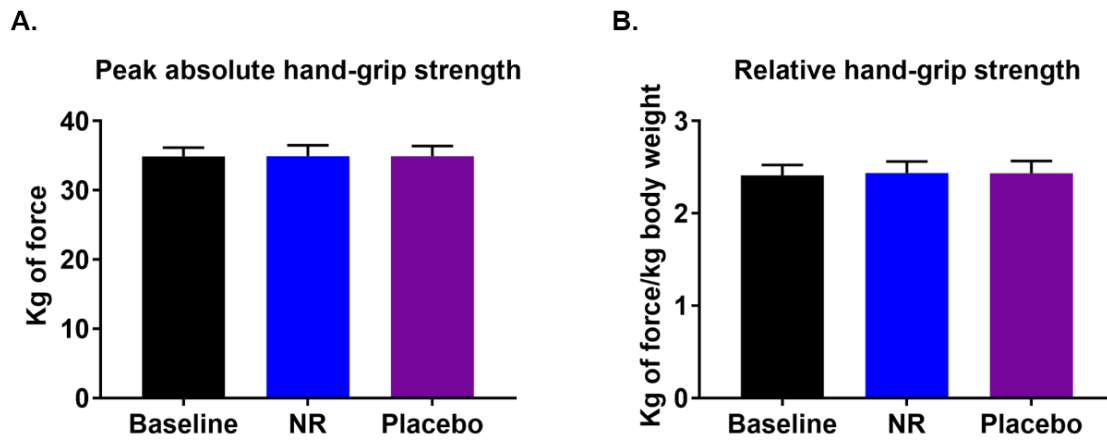 A.
Peak absolute hand-grip strength
Kg of force
40
30
20
10
0
Baseline NR Placebo
B.
Relative hand-grip strength
Kg of force/kg body weight
3
2
1
0
Baseline NR Placebo